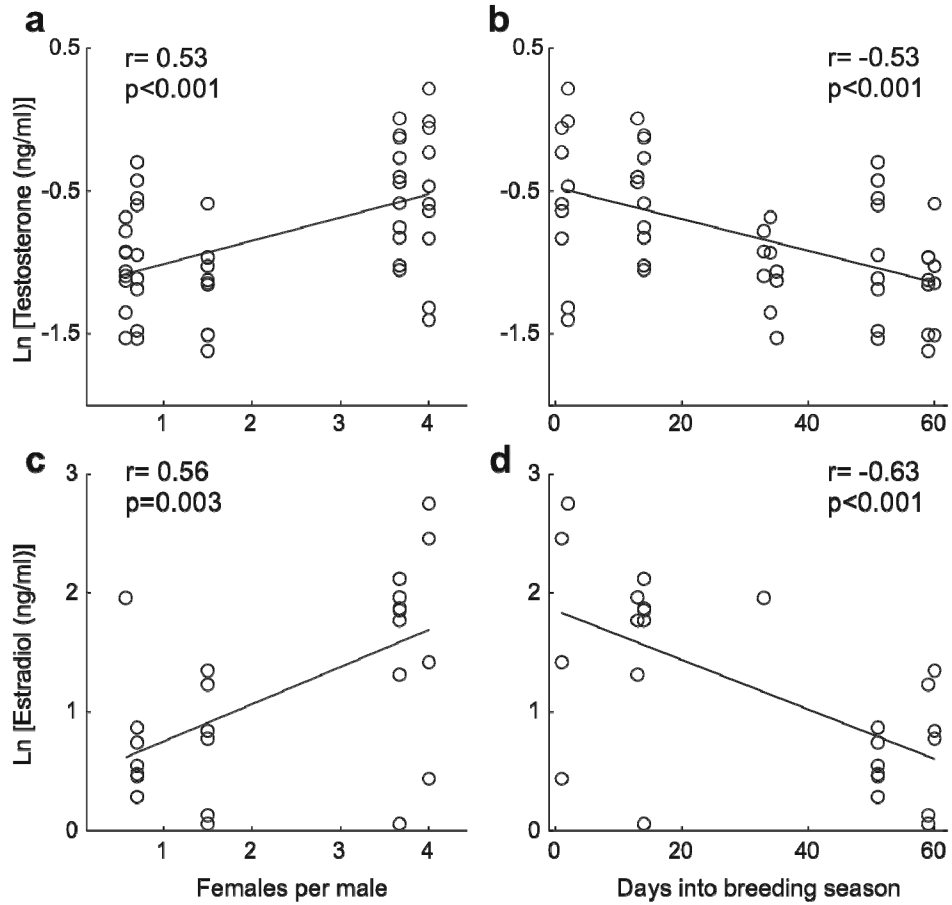 a
r= 0.53
p<0.001
Ln [Testosterone (ng/ml)]
0.5
-0.5
-1.5
1 2 3 4
b
r= -0.53
p<0.001
0.5
-0.5
-1.5
0 20 40 60
c
r= 0.56
p=0.003
Ln [Estradiol (ng/ml)]
3
2
1
0
1 2 3 4
Females per male
d
r= -0.63
p<0.001
3
2
1
0
0 20 40 60
Days into breeding season